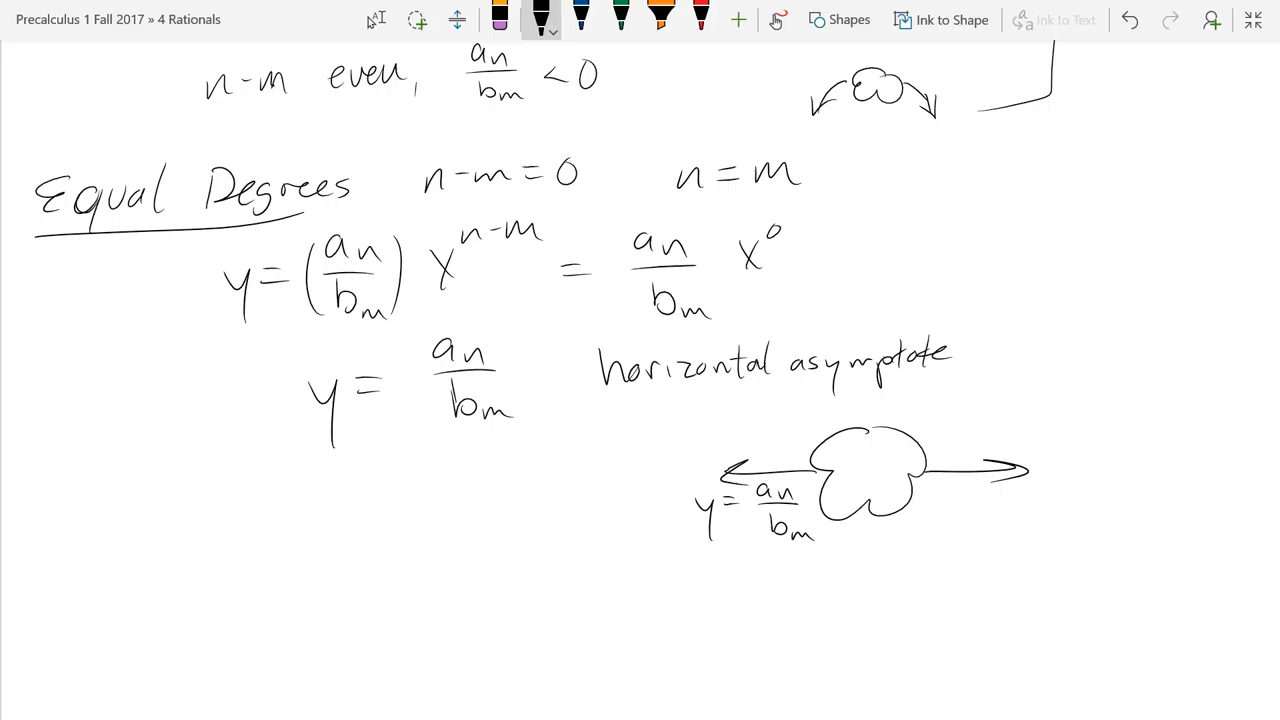 Precalculus 1 Fall 2017 » 4 Rationals
Shapes
Ink to Shape
Ink to Text
n-m even, an/bm < 0
Equal Degrees n-m=0 n=m
y = (an/bm) x^n-m = an/bm x^0
y = an/bm horizontal asymptote
y = an/bm